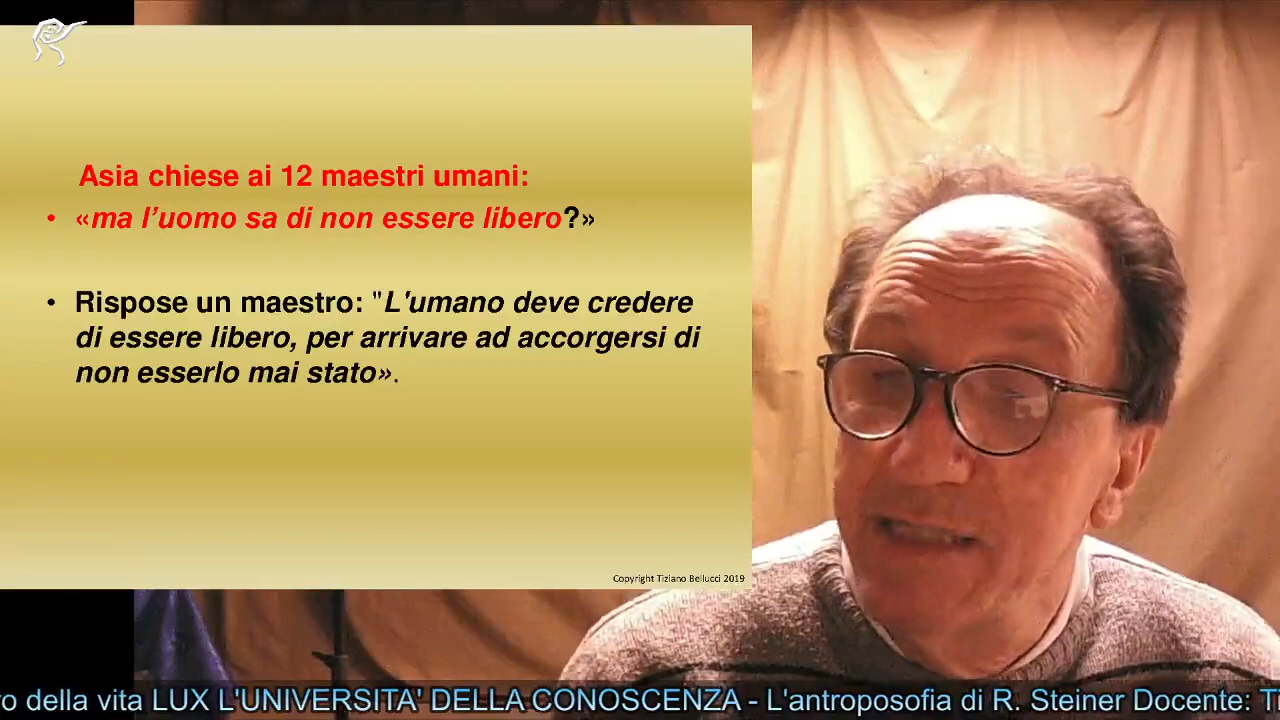 Asia chiese ai 12 maestri umani:
• «ma l’uomo sa di non essere libero?»
• Rispose un maestro: "L'umano deve credere
di essere libero, per arrivare ad accorgersi di
non esserlo mai stato».
Copyright Tiziano Bellucci 2019
della vita LUX L'UNIVERSITA' DELLA CONOSCENZA - L'antroposofia di R. Steiner Docente: